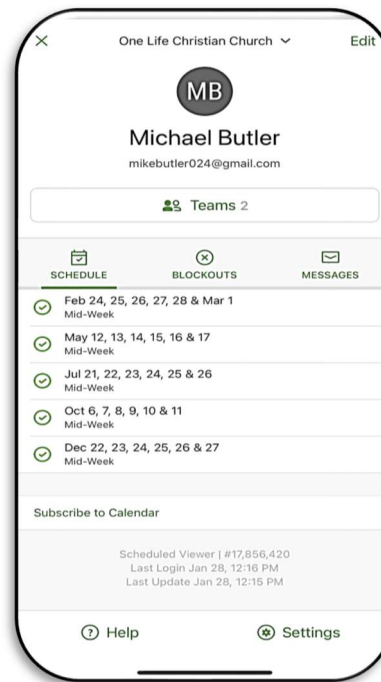 One Life Christian Church
Edit
MB
Michael Butler
mikebutler024@gmail.com
Teams 2
SCHEDULE
BLOCKOUTS
MESSAGES
Feb 24, 25, 26, 27, 28 & Mar 1
Mid-Week
May 12, 13, 14, 15, 16 & 17
Mid-Week
Jul 21, 22, 23, 24, 25 & 26
Mid-Week
Oct 6, 7, 8, 9, 10 & 11
Mid-Week
Dec 22, 23, 24, 25, 26 & 27
Mid-Week
Subscribe to Calendar
Scheduled Viewer | #17,856,420
Last Login Jan 28, 12:16 PM
Last Update Jan 28, 12:15 PM
Help
Settings